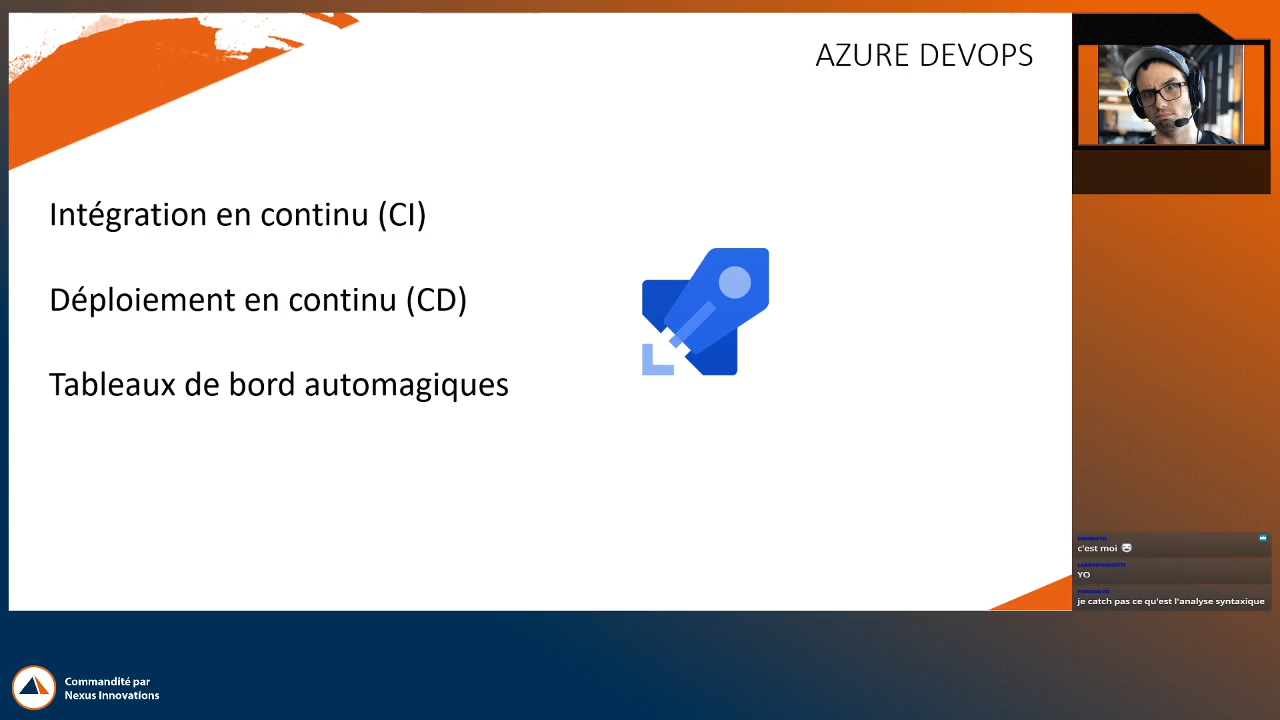 AZURE DEVOPS
Intégration en continu (CI)
Déploiement en continu (CD)
Tableaux de bord automagiques
c'est moi
YO
je catch pas ce qu'est l'analyse syntaxique
Commandité par
Nexus Innovations